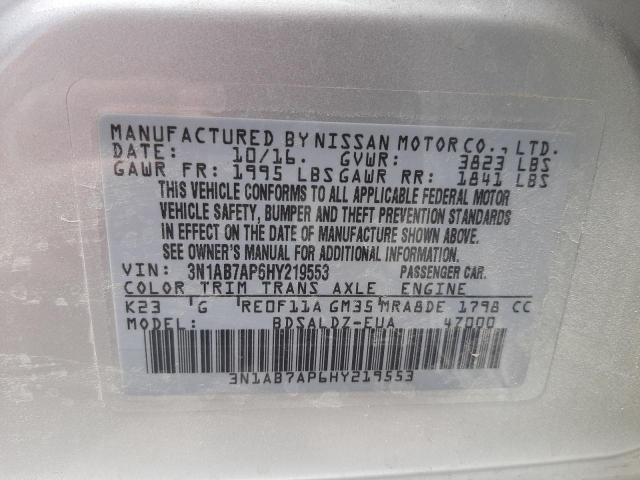 MANUFACTURED BY NISSAN MOTOR CO., LTD.
DATE: 10/16. GVWR: 3823 LBS
GAWR FR: 1995 LBS GAWR RR: 1841 LBS
THIS VEHICLE CONFORMS TO ALL APPLICABLE FEDERAL MOTOR
VEHICLE SAFETY, BUMPER AND THEFT PREVENTION STANDARDS
IN EFFECT ON THE DATE OF MANUFACTURE SHOWN ABOVE.
SEE OWNER'S MANUAL FOR ADDITIONAL INFORMATION.
VIN: 3N1AB7AP6HY219553 PASSENGER CAR.
COLOR TRIM TRANS AXLE ENGINE
K23 G RE0F11A GM35 MRA8DE 1798 CC
MODEL: BDSALDZ-EUA 47000
3N1AB7AP6HY219553